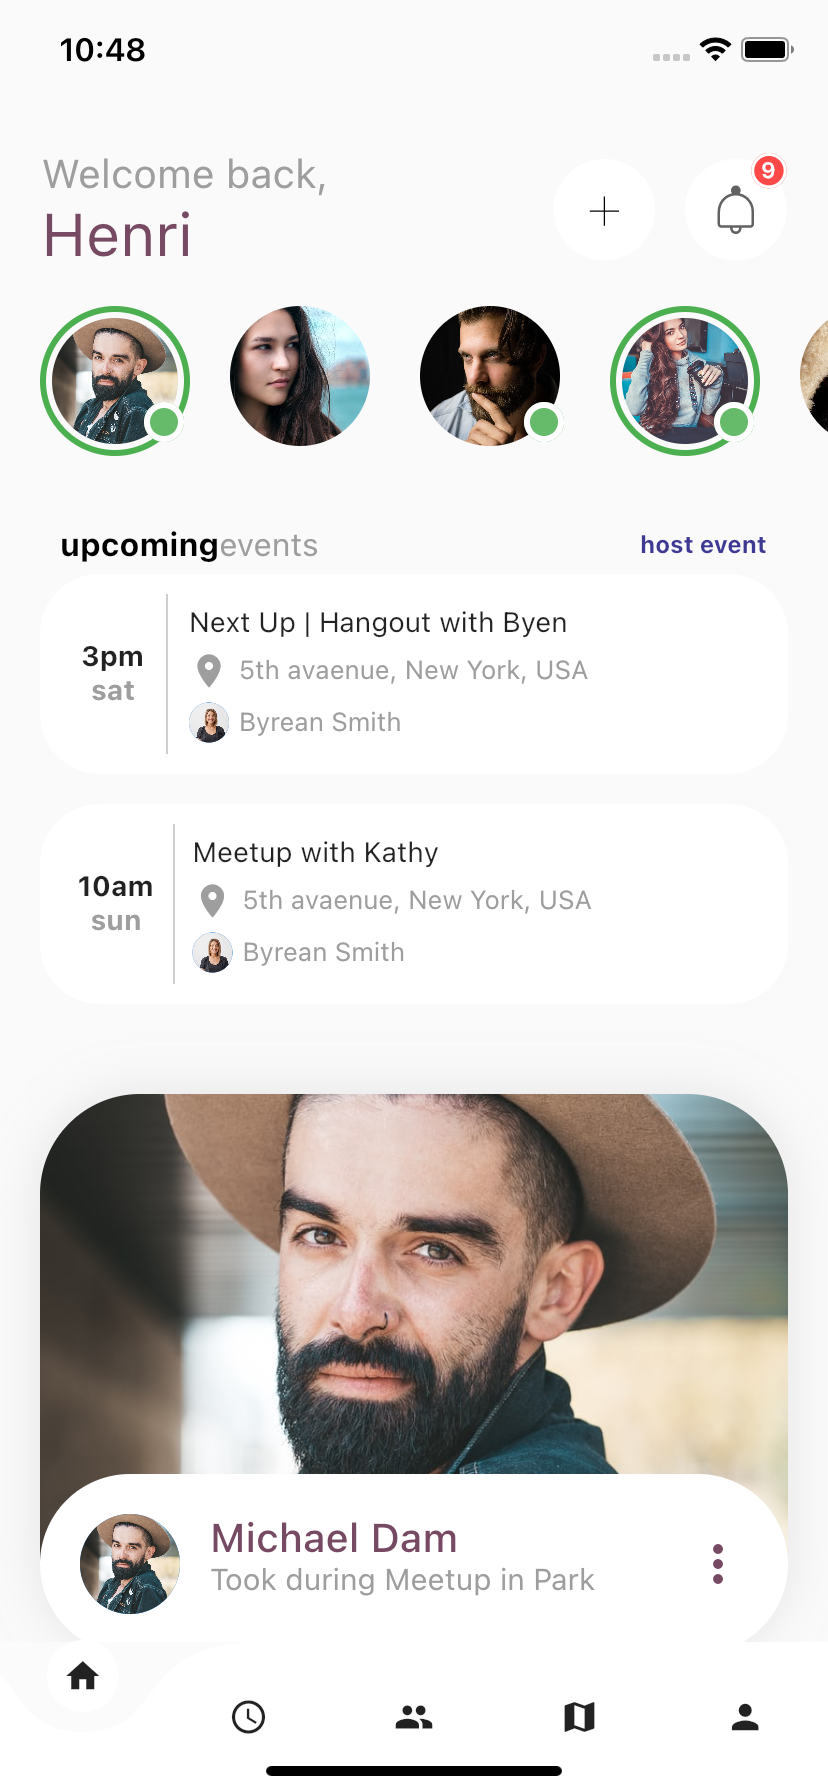 10:48
Welcome back,
Henri
9
upcomingevents
host event
Next Up | Hangout with Byen
3pm
sat
5th avaenue, New York, USA
Byrean Smith
Meetup with Kathy
10am
sun
5th avaenue, New York, USA
Byrean Smith
Michael Dam
Took during Meetup in Park